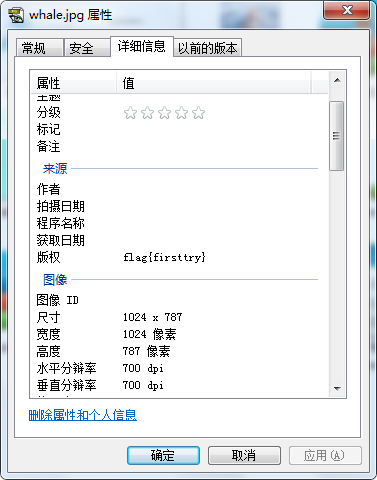 whale.jpg 属性
常规 安全 详细信息 以前的版本
属性 值
主题
分级
标记
备注
来源
作者
拍摄日期
程序名称
获取日期
版权 flag{firsttry}
图像
图像 ID
尺寸 1024 x 787
宽度 1024 像素
高度 787 像素
水平分辩率 700 dpi
垂直分辩率 700 dpi
删除属性和个人信息
确定 取消 应用(A)